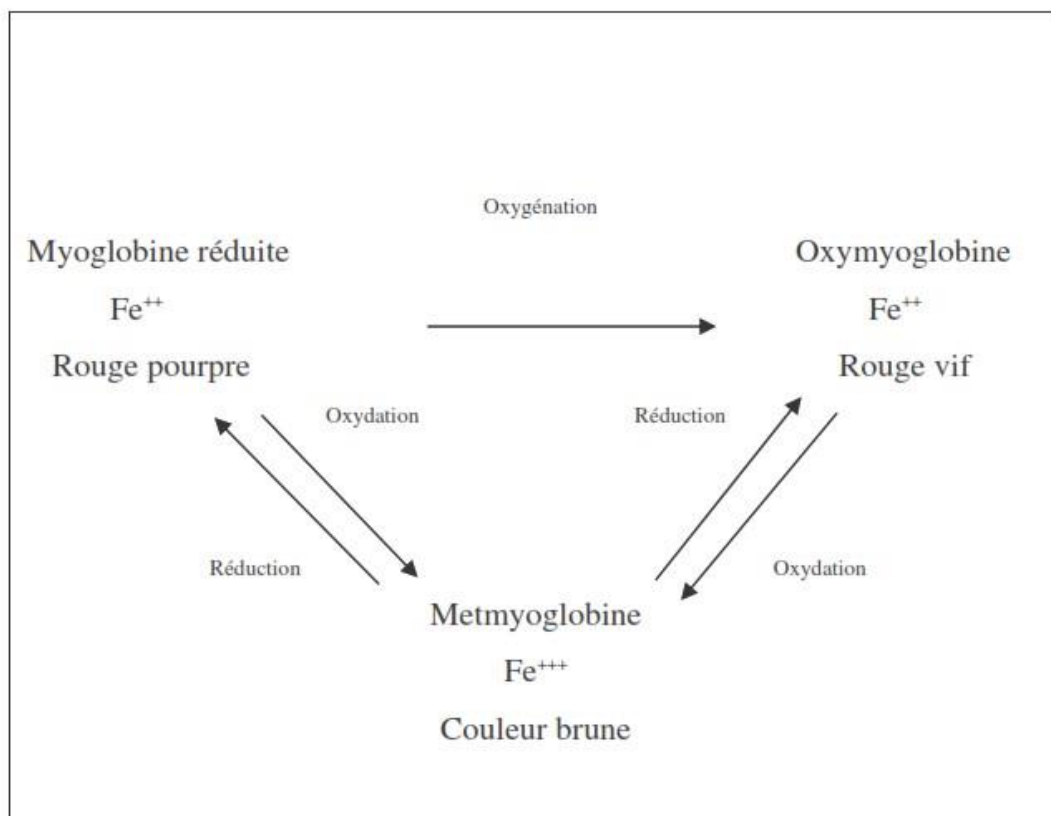 Oxygénation
Myoglobine réduite
Oxymyoglobine
Fe⁺⁺
Fe⁺⁺
Rouge pourpre
Rouge vif
Oxydation
Réduction
Réduction
Oxydation
Metmyoglobine
Fe⁺⁺⁺
Couleur brune